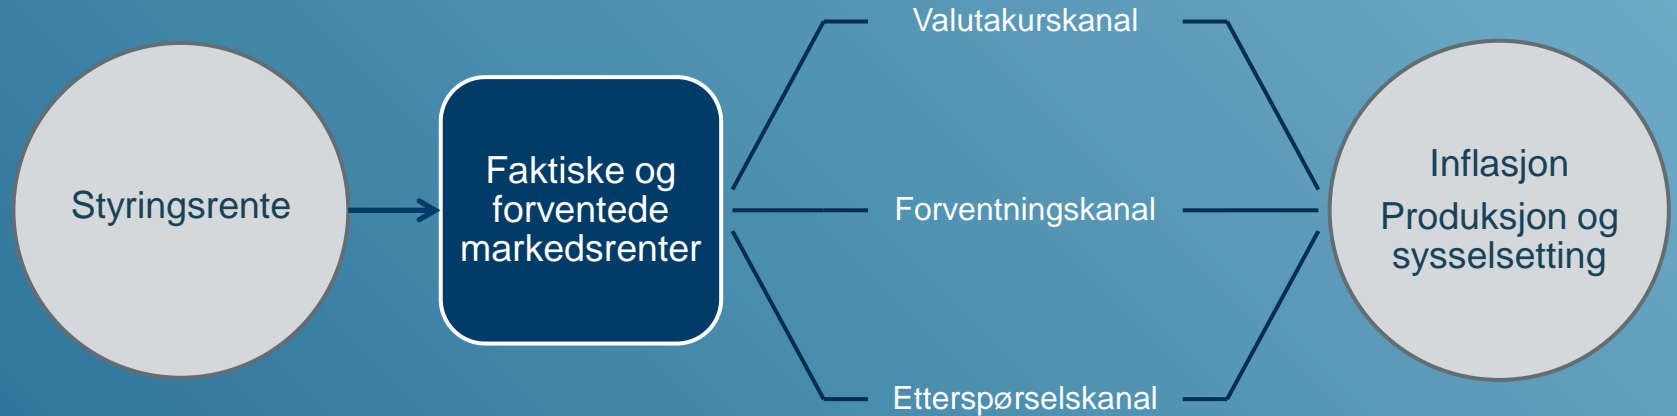 Styringsrente
Faktiske og
forventede
markedsrenter
Valutakurskanal
Forventningskanal
Etterspørselskanal
Inflasjon
Produksjon og
sysselsetting